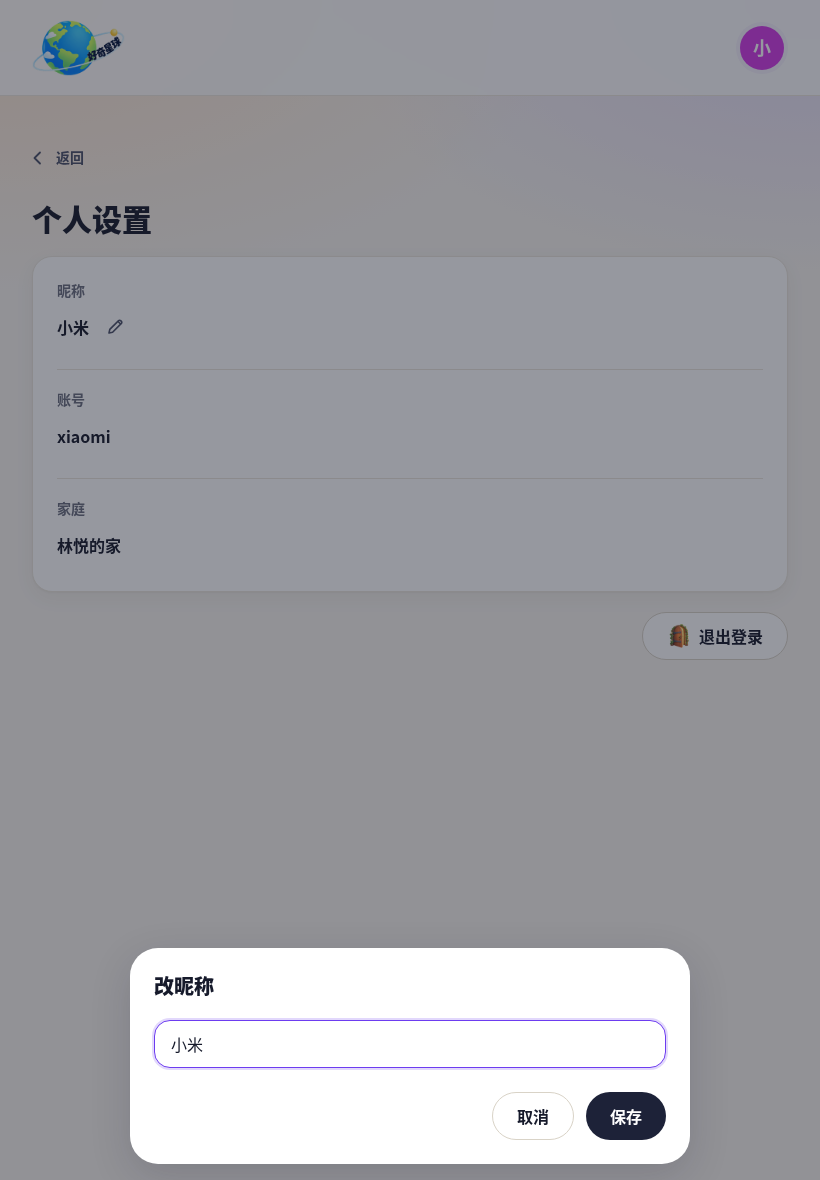 好奇星球
小
返回
个人设置
昵称
小米
账号
xiaomi
家庭
林悦的家
退出登录
改昵称
小米
取消
保存